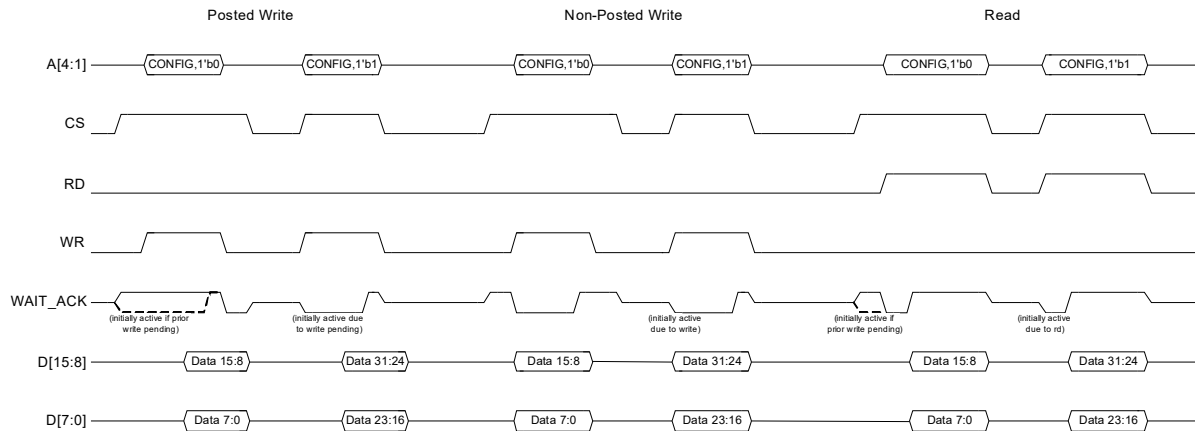 Posted Write
Non-Posted Write
Read
A[4:1]
CONFIG,1'b0
CONFIG,1'b1
CONFIG,1'b0
CONFIG,1'b1
CONFIG,1'b0
CONFIG,1'b1
CS
RD
WR
WAIT_ACK
(initially active if prior
write pending)
(initially active due
to write pending)
(initially active
due to write)
(initially active if
prior write pending)
(initially active
due to rd)
D[15:8]
Data 15:8
Data 31:24
Data 15:8
Data 31:24
Data 15:8
Data 31:24
D[7:0]
Data 7:0
Data 23:16
Data 7:0
Data 23:16
Data 7:0
Data 23:16